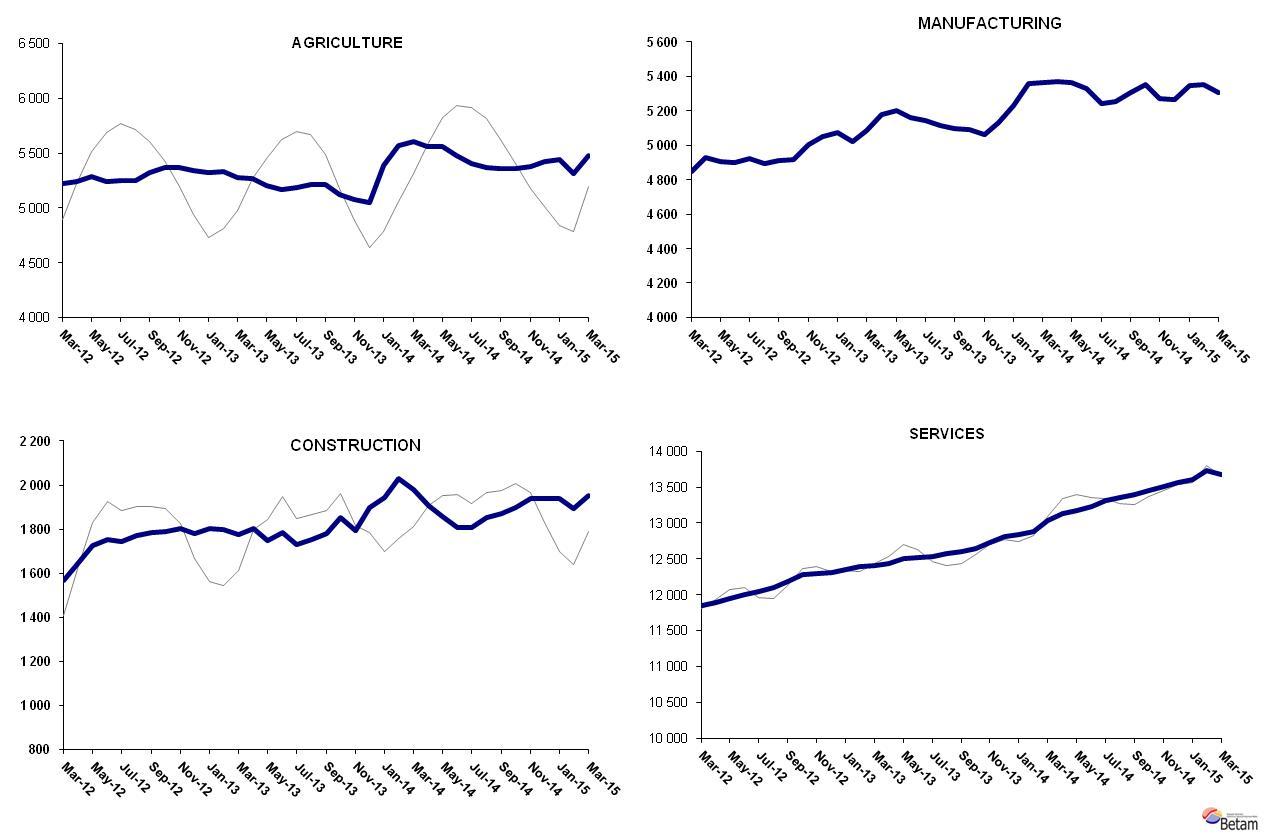 AGRICULTURE
6 500
6 000
5 500
5 000
4 500
4 000
Mar-12
May-12
Jul-12
Sep-12
Nov-12
Jan-13
Mar-13
May-13
Jul-13
Sep-13
Nov-13
Jan-14
Mar-14
May-14
Jul-14
Sep-14
Nov-14
Jan-15
Mar-15
MANUFACTURING
5 600
5 400
5 200
5 000
4 800
4 600
4 400
4 200
4 000
Mar-12
May-12
Jul-12
Sep-12
Nov-12
Jan-13
Mar-13
May-13
Jul-13
Sep-13
Nov-13
Jan-14
Mar-14
May-14
Jul-14
Sep-14
Nov-14
Jan-15
Mar-15
CONSTRUCTION
2 200
2 000
1 800
1 600
1 400
1 200
1 000
800
Mar-12
May-12
Jul-12
Sep-12
Nov-12
Jan-13
Mar-13
May-13
Jul-13
Sep-13
Nov-13
Jan-14
Mar-14
May-14
Jul-14
Sep-14
Nov-14
Jan-15
Mar-15
SERVICES
14 000
13 500
13 000
12 500
12 000
11 500
11 000
10 500
10 000
Mar-12
May-12
Jul-12
Sep-12
Nov-12
Jan-13
Mar-13
May-13
Jul-13
Sep-13
Nov-13
Jan-14
Mar-14
May-14
Jul-14
Sep-14
Nov-14
Jan-15
Mar-15
Betam